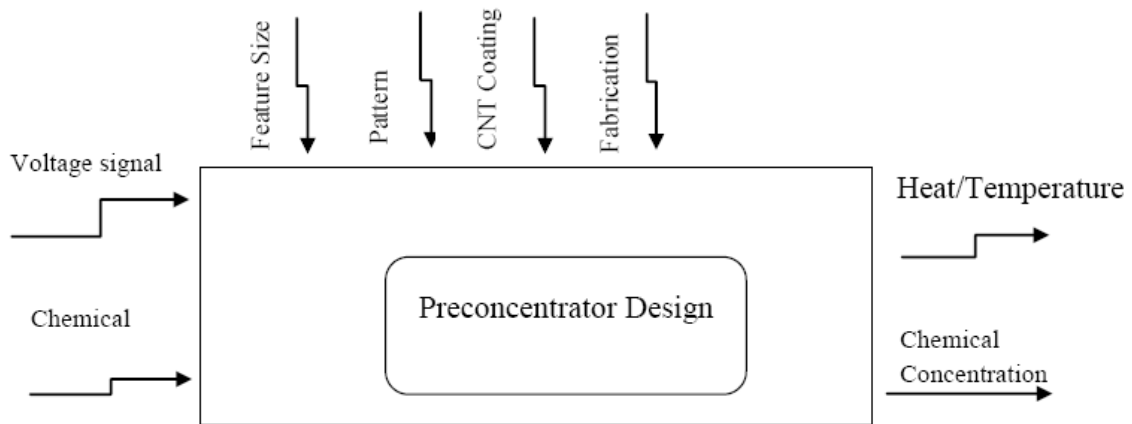 Feature Size
Pattern
CNT Coating
Fabrication
Voltage signal
Heat/Temperature
Preconcentrator Design
Chemical
Chemical
Concentration